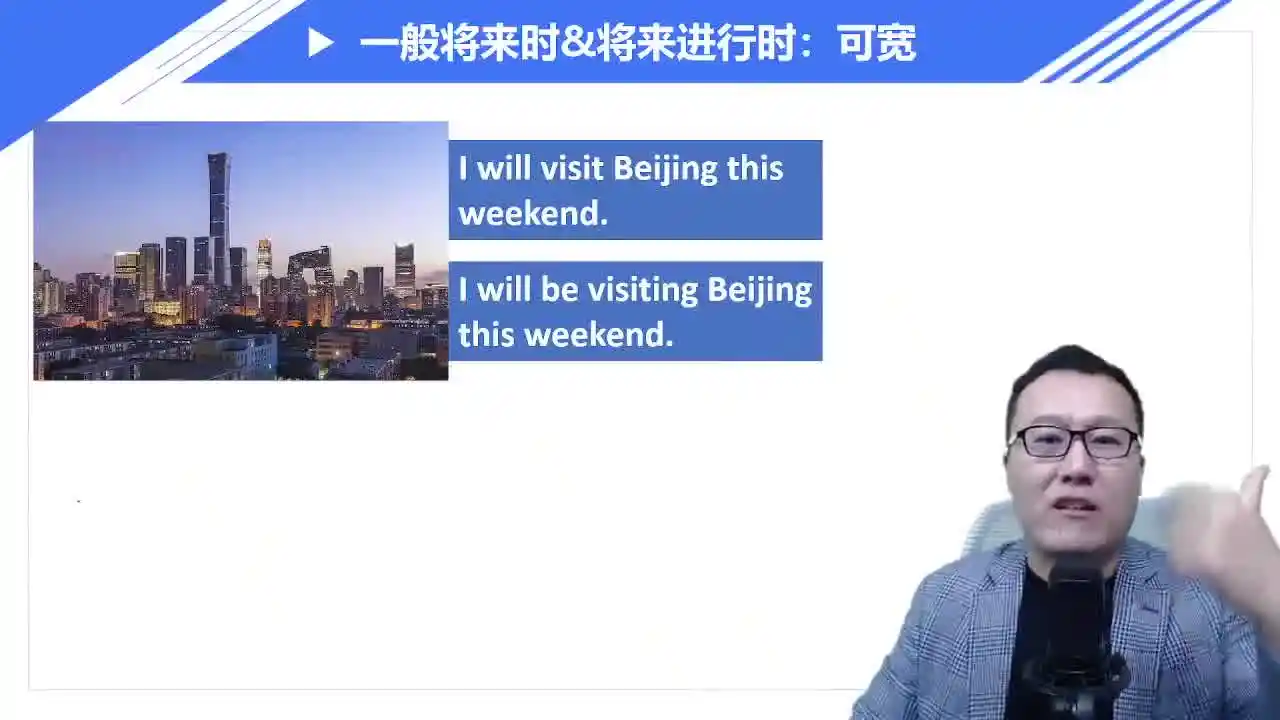 一般将来时&将来进行时：可宽
I will visit Beijing this
weekend.
I will be visiting Beijing
this weekend.